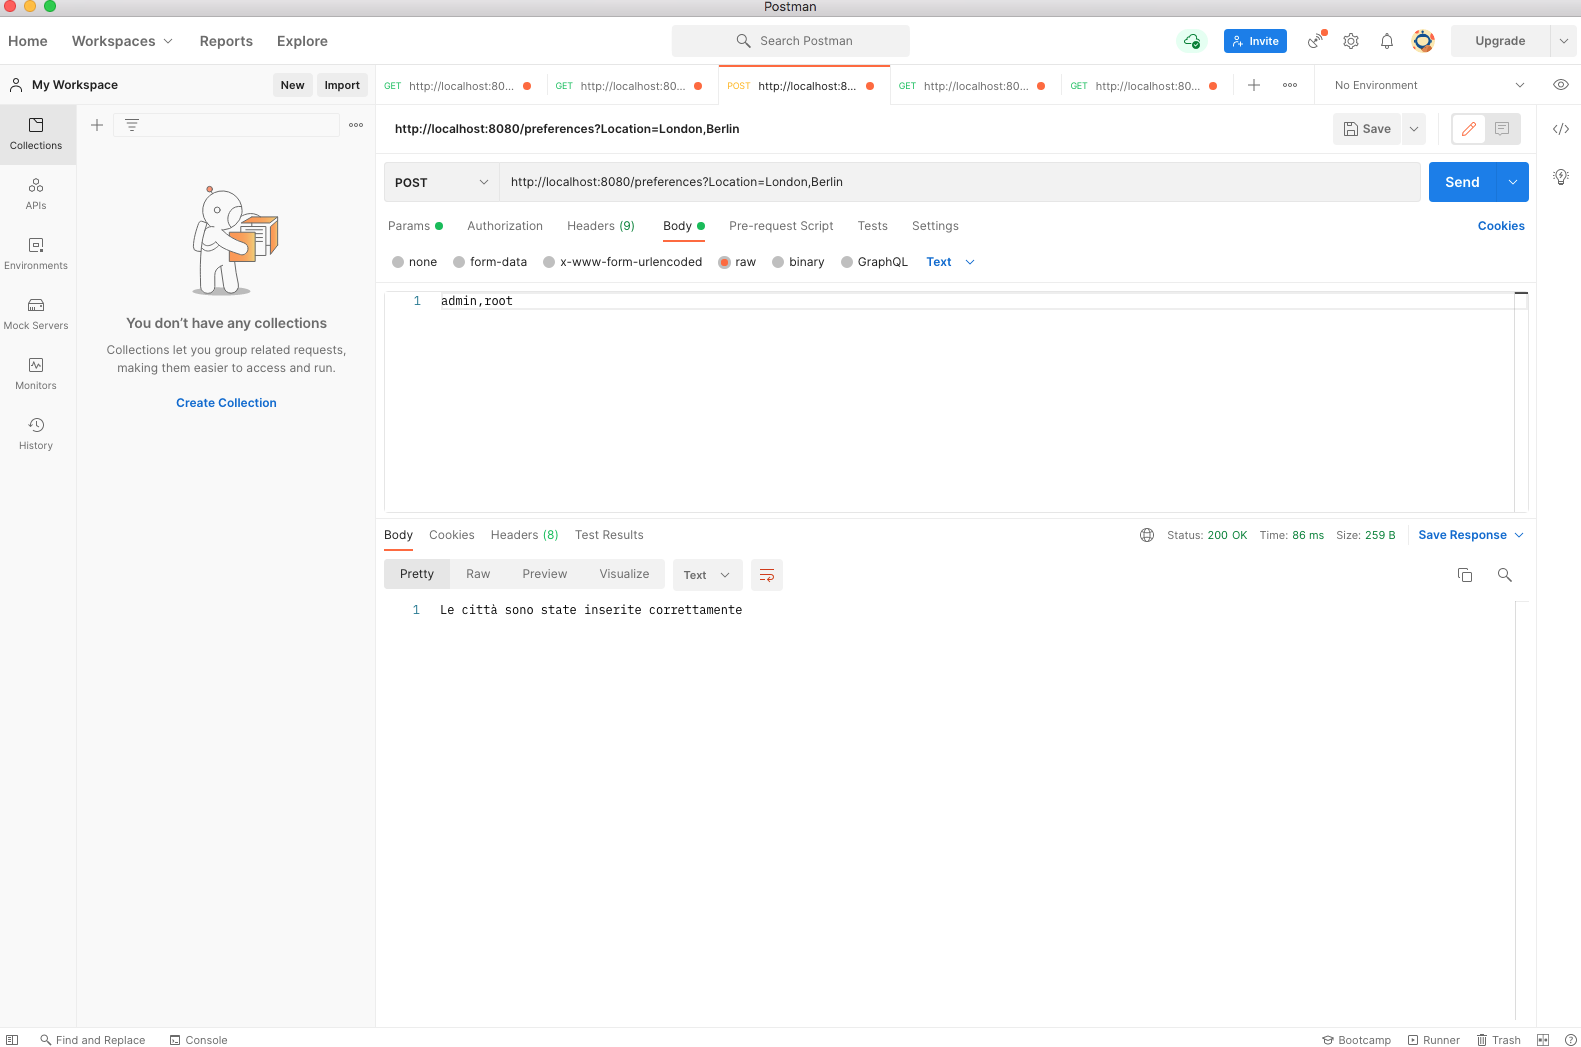 Postman
Home Workspaces Reports Explore
Search Postman
Invite
Upgrade
My Workspace
New Import
GET http://localhost:80...
GET http://localhost:80...
POST http://localhost:8...
GET http://localhost:80...
GET http://localhost:80...
No Environment
Collections
APIs
Environments
Mock Servers
Monitors
History
You don’t have any collections
Collections let you group related requests,
making them easier to access and run.
Create Collection
http://localhost:8080/preferences?Location=London,Berlin
Save
POST http://localhost:8080/preferences?Location=London,Berlin
Send
Params Authorization Headers (9) Body Pre-request Script Tests Settings
Cookies
none form-data x-www-form-urlencoded raw binary GraphQL Text
1 admin,root
Body Cookies Headers (8) Test Results
Status: 200 OK Time: 86 ms Size: 259 B Save Response
Pretty Raw Preview Visualize Text
1 Le città sono state inserite correttamente
Find and Replace Console
Bootcamp Runner Trash